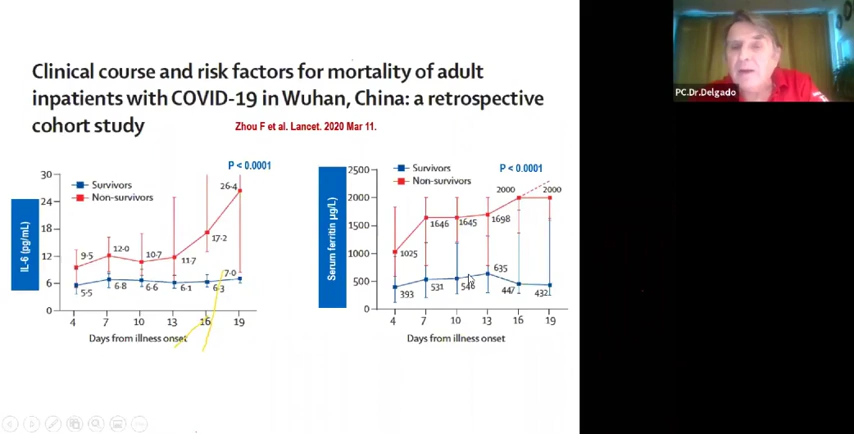 Clinical course and risk factors for mortality of adult
inpatients with COVID-19 in Wuhan, China: a retrospective
cohort study
Zhou F et al. Lancet. 2020 Mar 11.
PC.Dr.Delgado
P < 0.0001
Survivors
Non-survivors
IL-6 (pg/mL)
30
24
18
12
6
0
9·5
12·0
10·7
11·7
17·2
26·4
5·5
6·8
6·6
6·1
6·3
7·0
4 7 10 13 16 19
Days from illness onset
P < 0.0001
Survivors
Non-survivors
Serum ferritin µg/L)
2500
2000
1500
1000
500
0
1025
1646
1645
1698
2000
2000
393
531
635
447
432
4 7 10 13 16 19
Days from illness onset